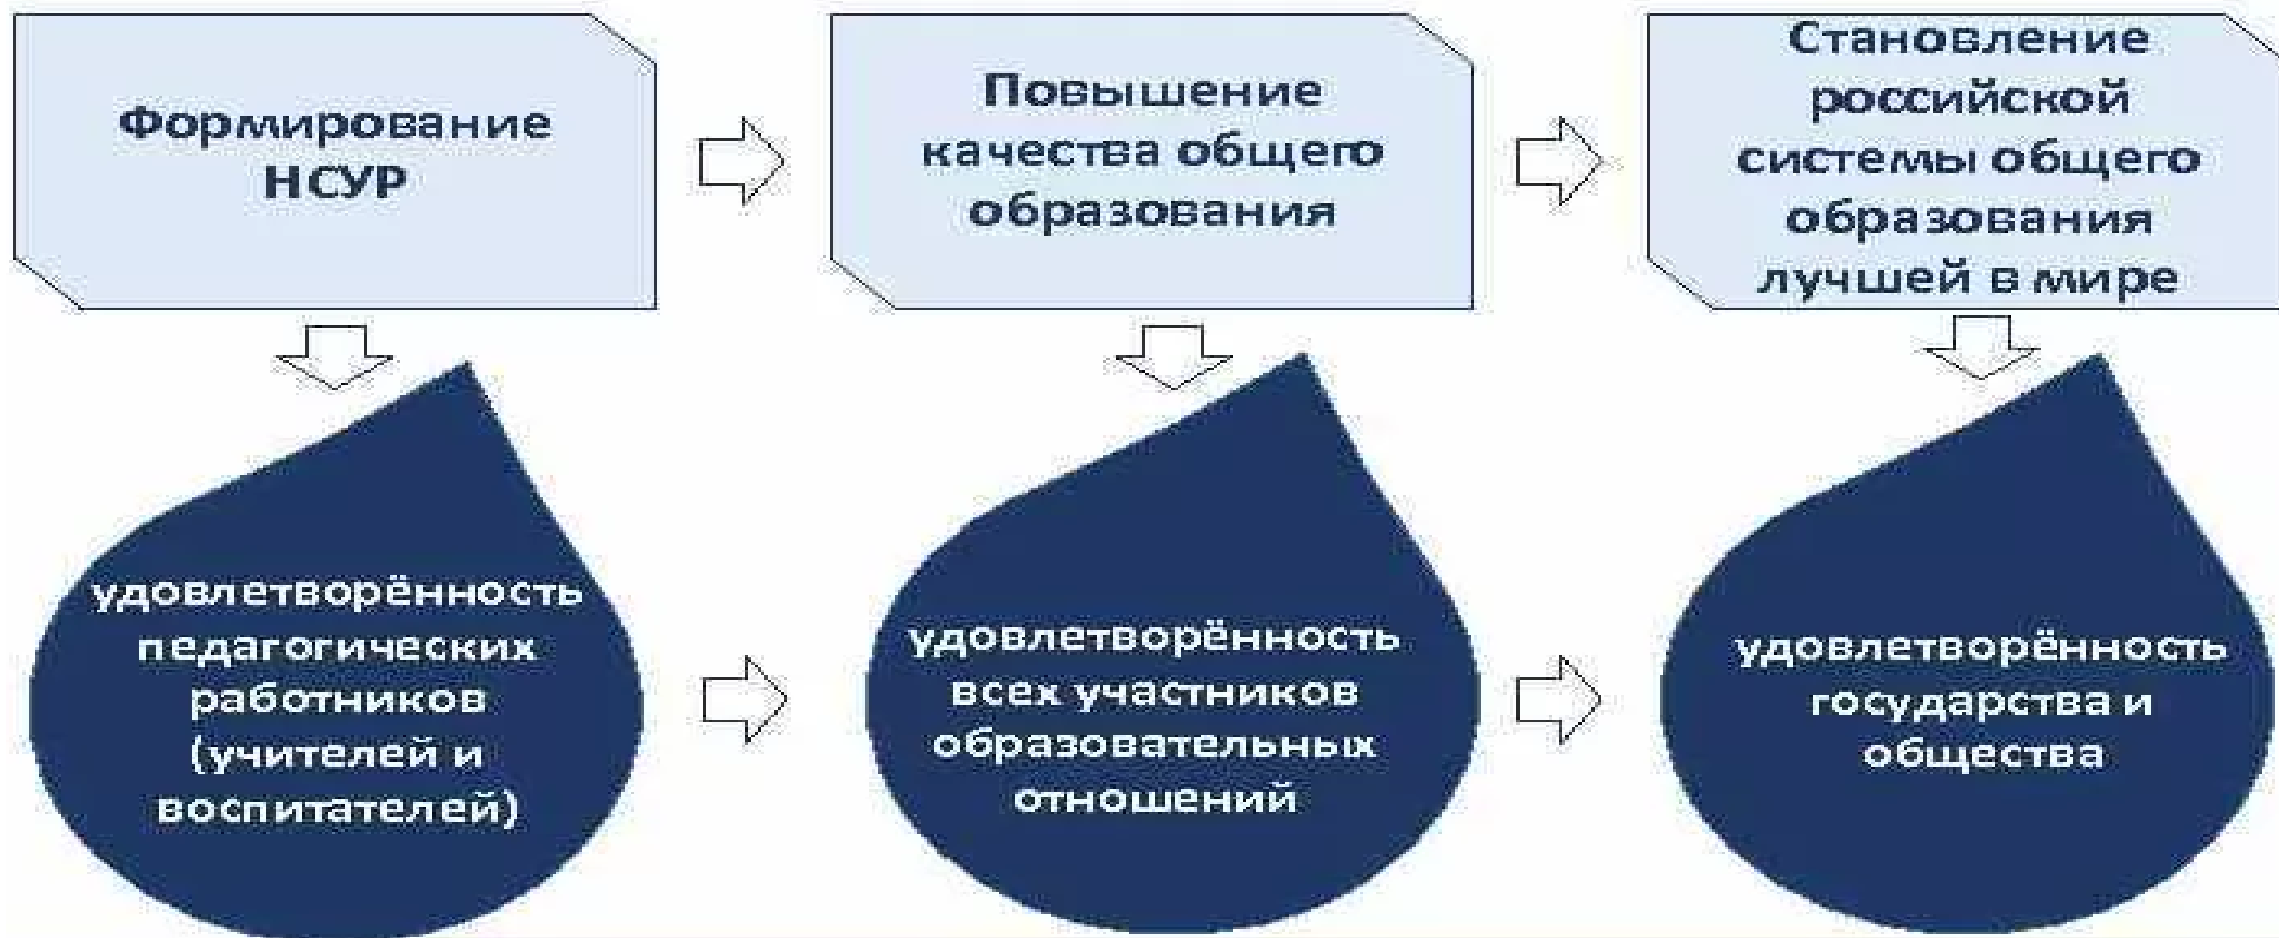 Формирование
НСУР
Повышение
качества общего
образования
Становление
российской
системы общего
образования
лучшей в мире
удовлетворённость
педагогических
работников
(учителей и
воспитателей)
удовлетворённость
всех участников
образовательных
отношений
удовлетворённость
государства и
общества